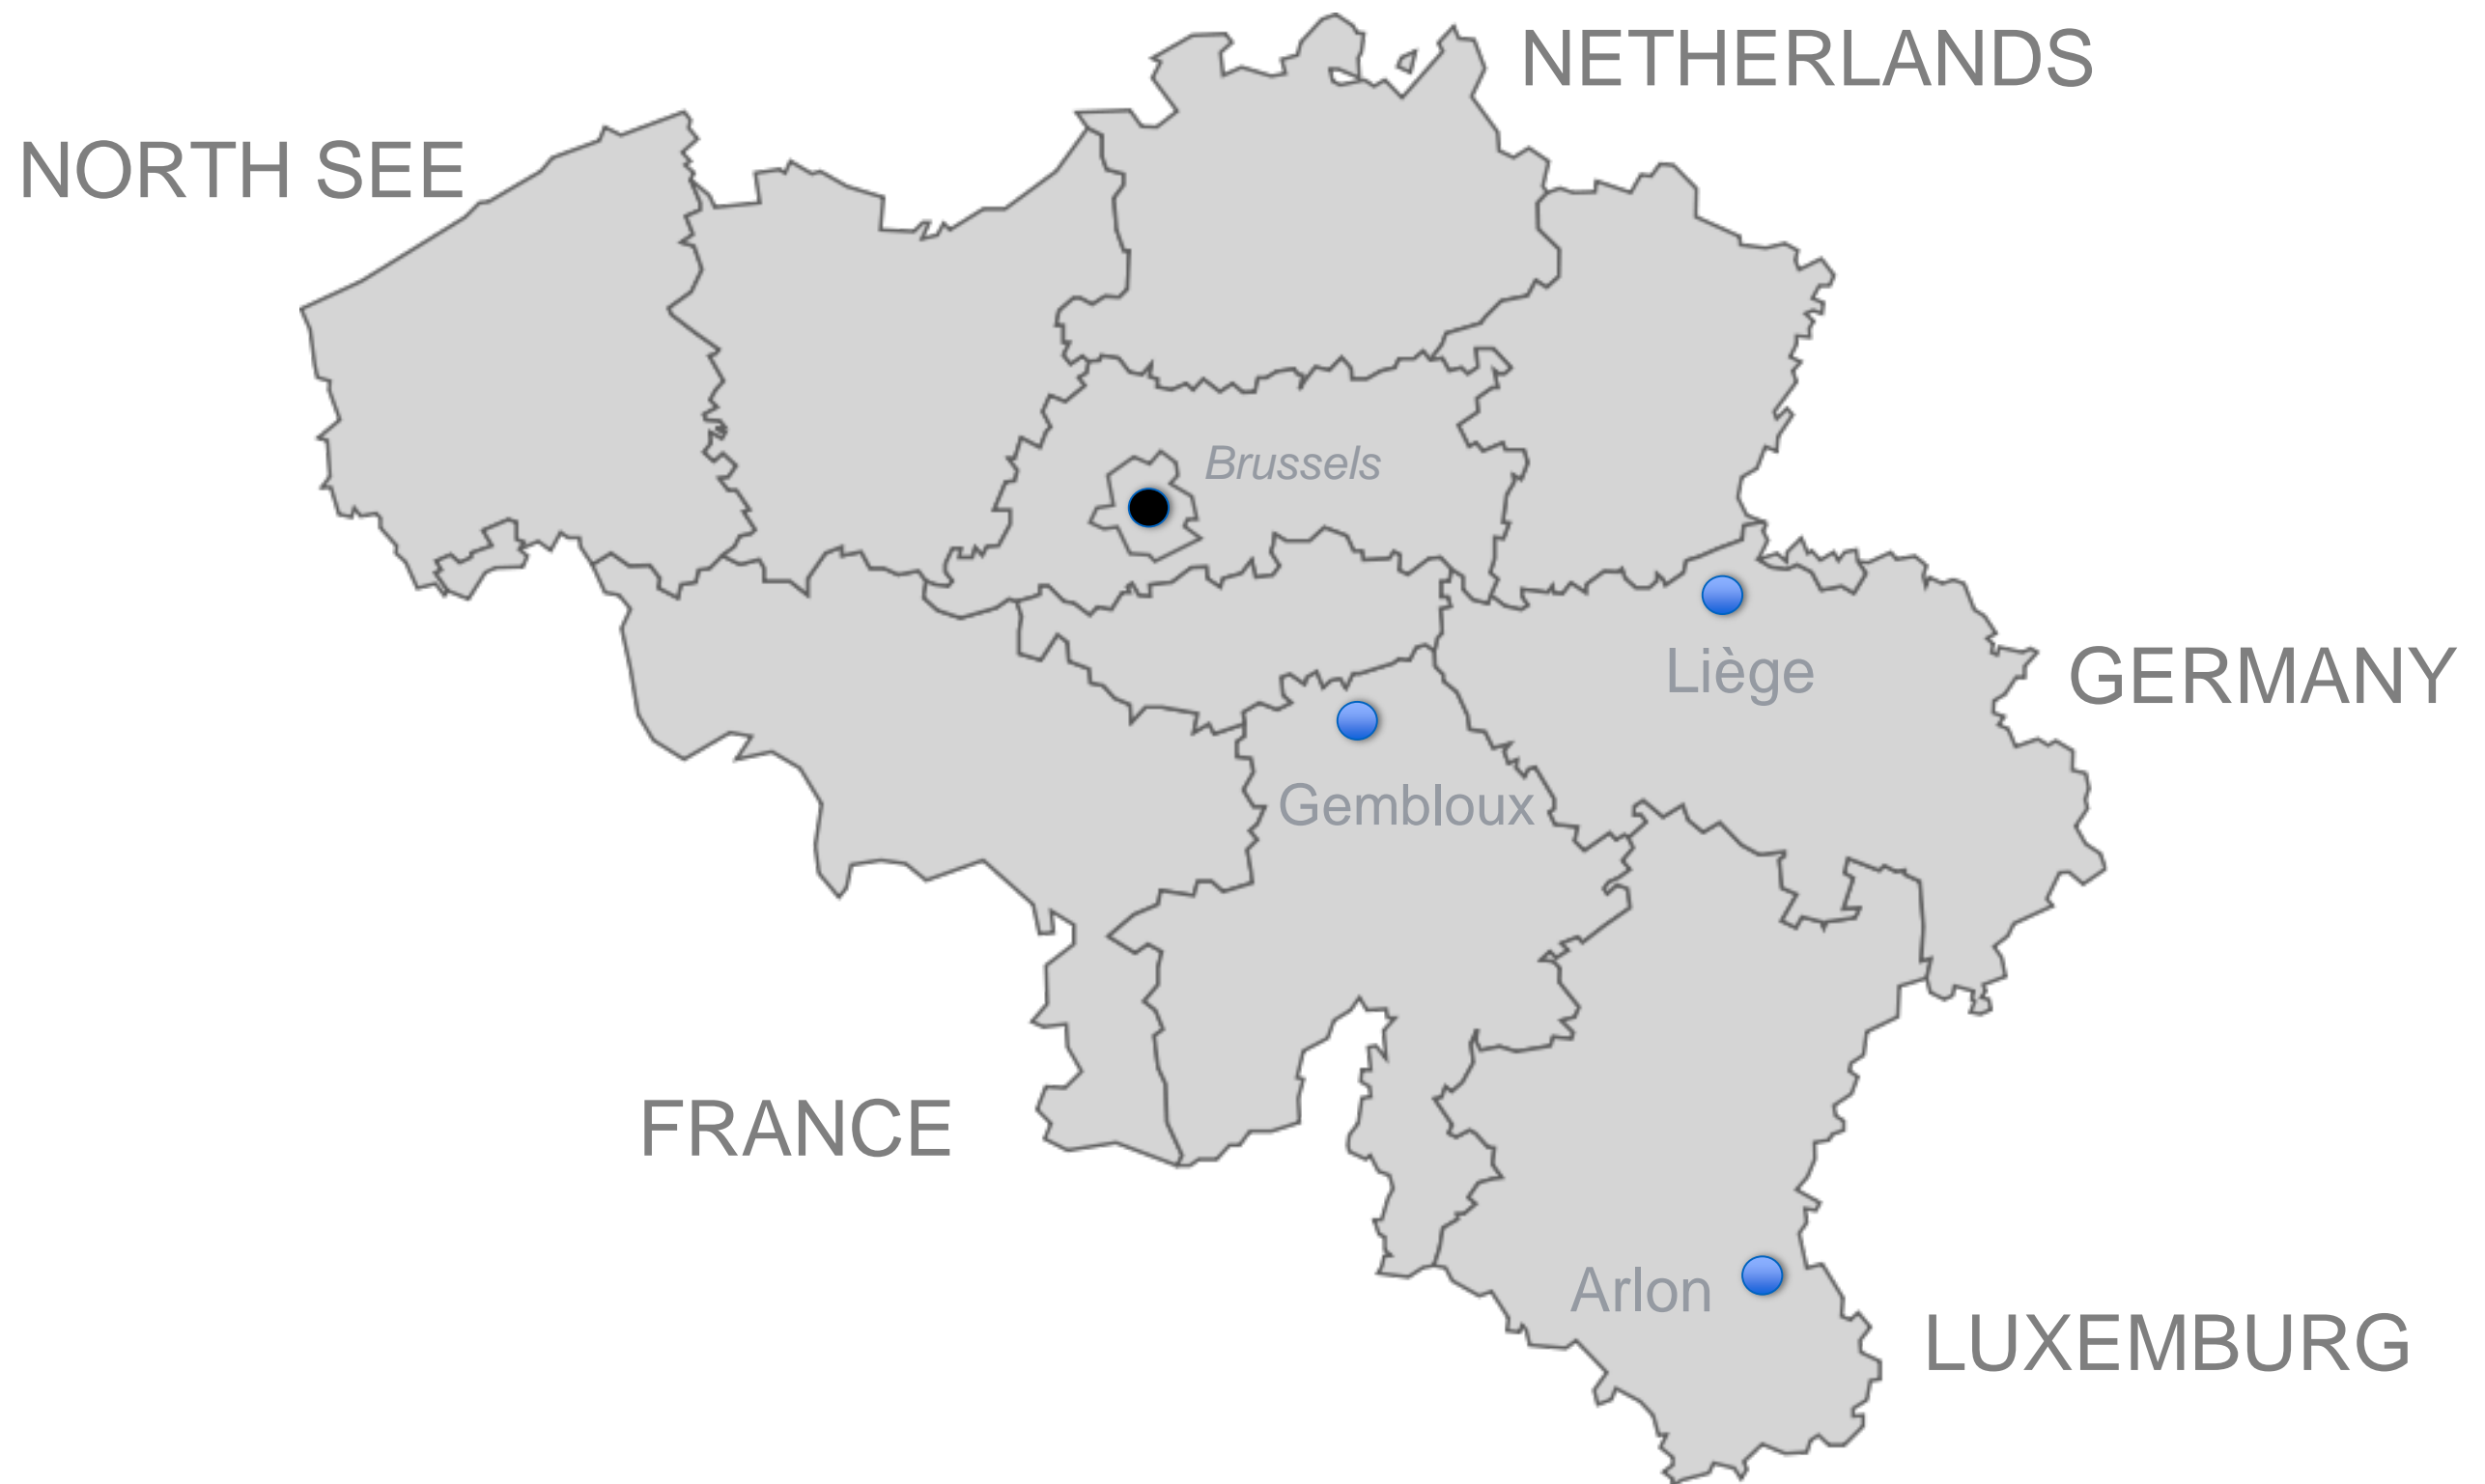 NETHERLANDS
NORTH SEE
Brussels
Liège
GERMANY
Gembloux
FRANCE
Arlon
LUXEMBURG